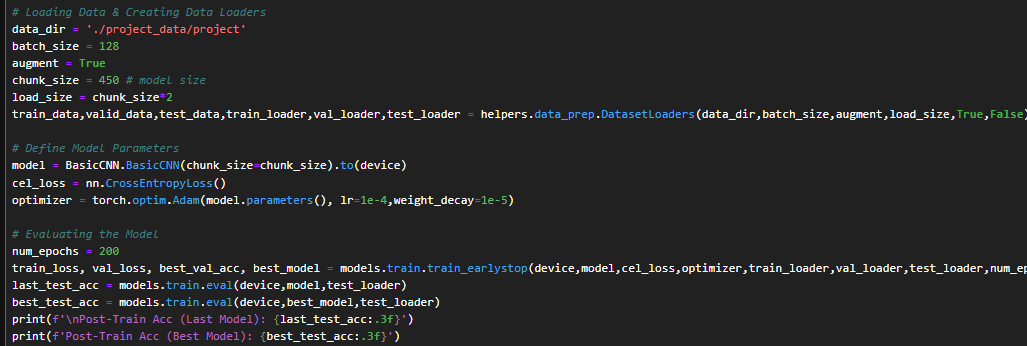 # Loading Data & Creating Data Loaders
data_dir = './project_data/project'
batch_size = 128
augment = True
chunk_size = 450 # model size
load_size = chunk_size*2
train_data,valid_data,test_data,train_loader,val_loader,test_loader = helpers.data_prep.DatasetLoaders(data_dir,batch_size,augment,load_size,True,False)
# Define Model Parameters
model = BasicCNN.BasicCNN(chunk_size=chunk_size).to(device)
cel_loss = nn.CrossEntropyLoss()
optimizer = torch.optim.Adam(model.parameters(), lr=1e-4,weight_decay=1e-5)
# Evaluating the Model
num_epochs = 200
train_loss, val_loss, best_val_acc, best_model = models.train.train_earlystop(device,model,cel_loss,optimizer,train_loader,val_loader,test_loader,
last_test_acc = models.train.eval(device,model,test_loader)
best_test_acc = models.train.eval(device,best_model,test_loader)
print(f'\nPost-Train Acc (Last Model): {last_test_acc:.3f}')
print(f'Post-Train Acc (Best Model): {best_test_acc:.3f}')